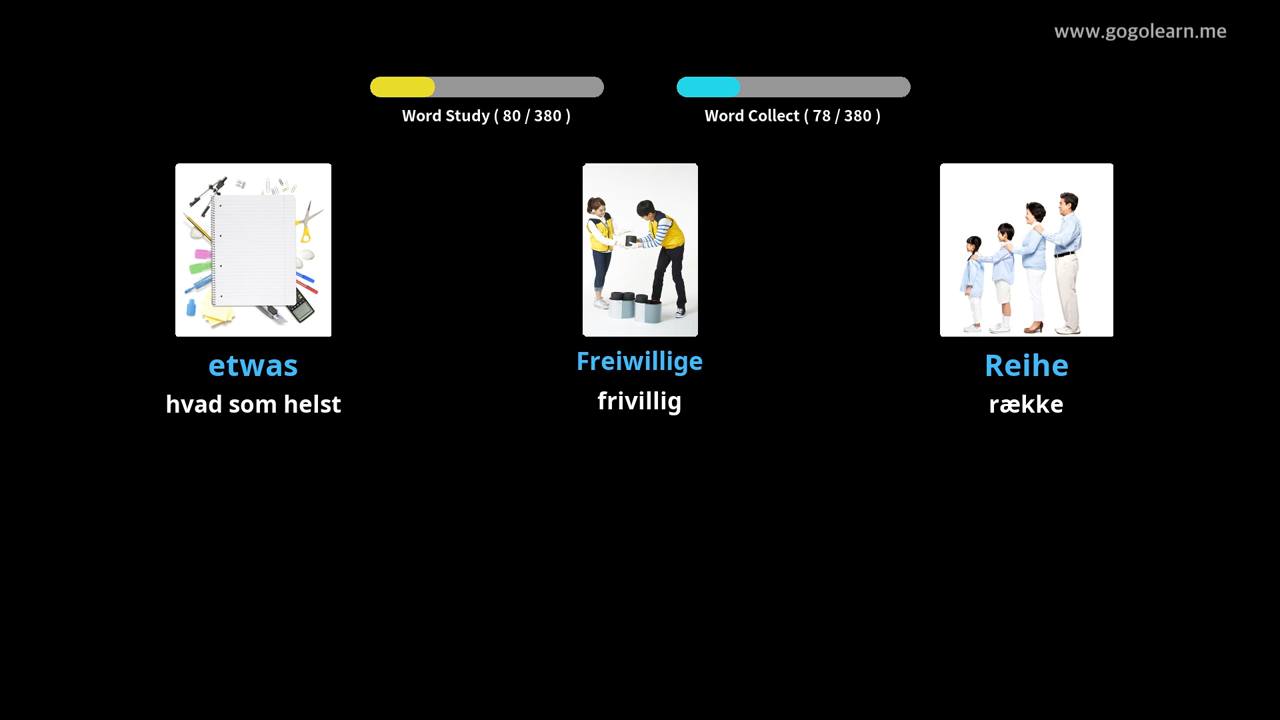 www.gogolearn.me
Word Study ( 80 / 380 )
Word Collect ( 78 / 380 )
etwas
hvad som helst
Freiwillige
frivillig
Reihe
række